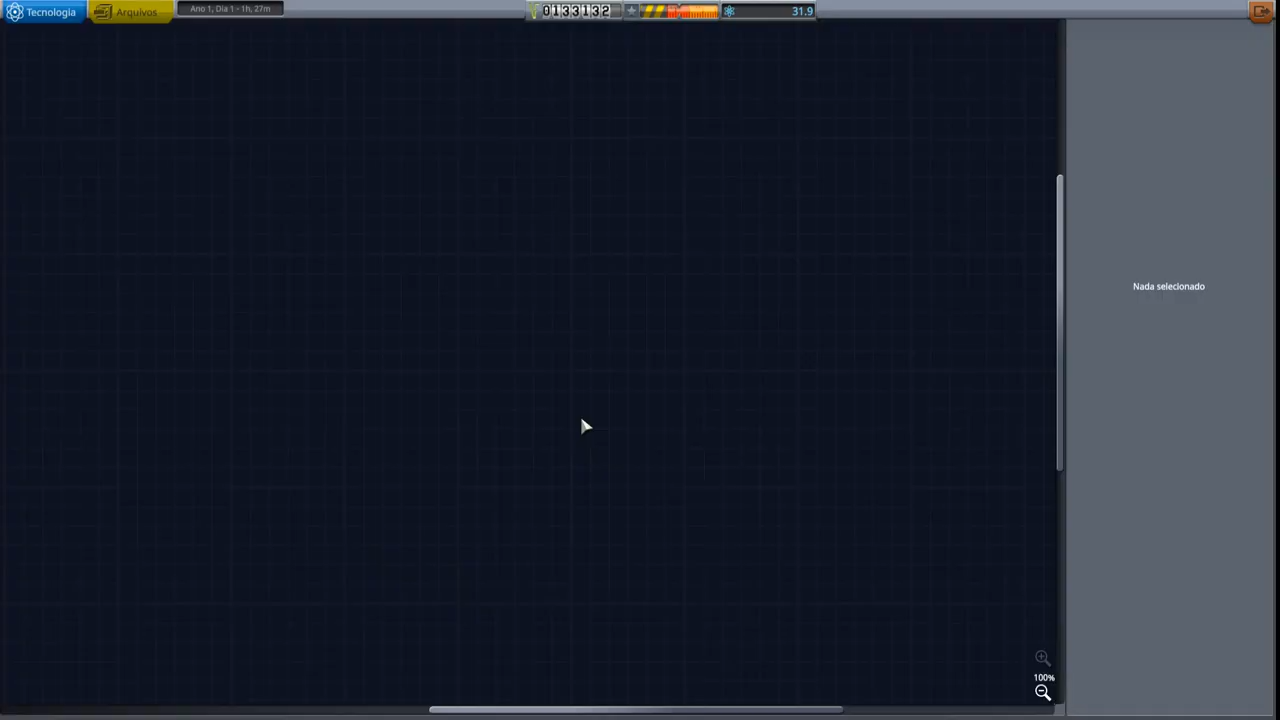 Tecnologia
Arquivos
Ano 1, Dia 1 - 1h, 27m
0133132
31.9
Nada selecionado
100%